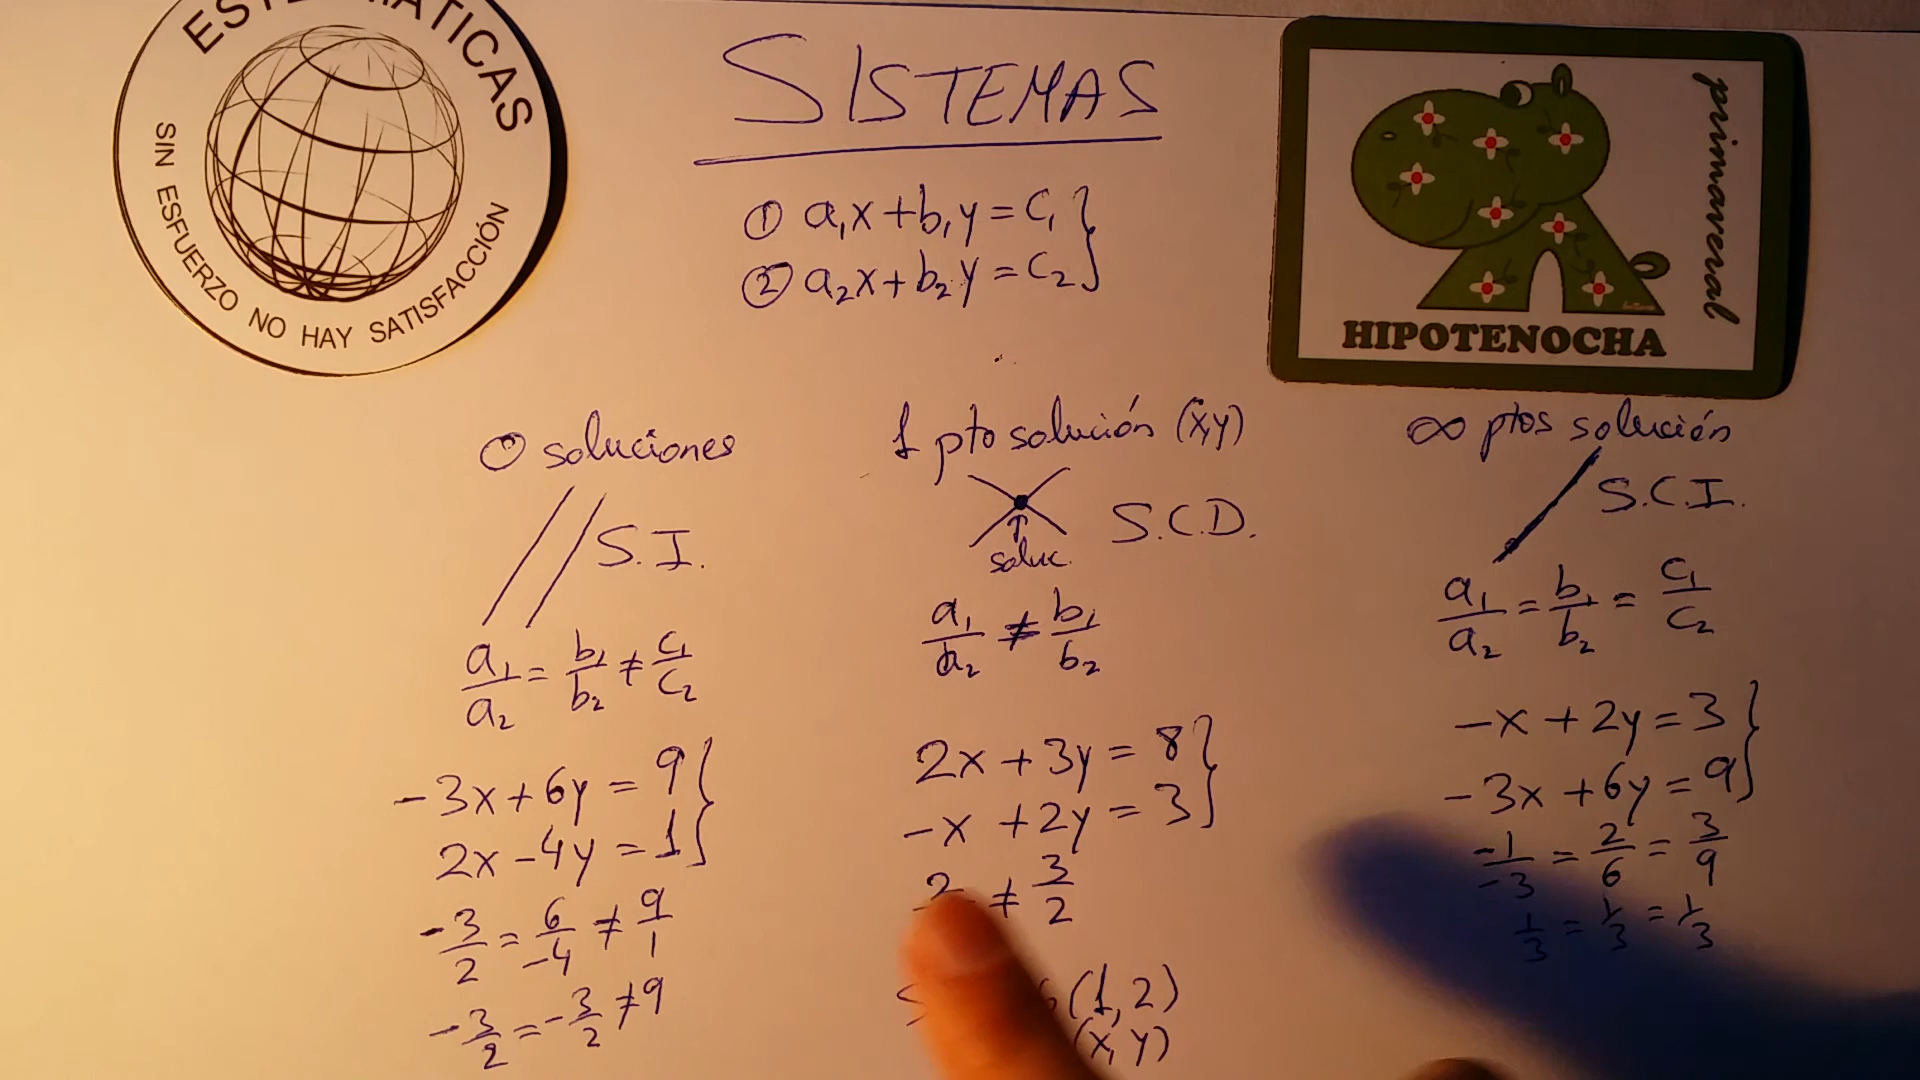 ESTEMÁTICAS
SIN ESFUERZO NO HAY SATISFACCIÓN
SISTEMAS
primaveral
HIPOTENOCHA
① a₁x+b₁y=c₁}
② a₂x+b₂y=c₂
0 soluciones
S.I.
a₁/a₂ = b₁/b₂ ≠ c₁/c₂
-3x+6y=9}
2x-4y=1
-3/2 = 6/-4 ≠ 9/1
-3/2 = -3/2 ≠ 9
1 pto solución (x,y)
soluc.
S.C.D.
a₁/a₂ ≠ b₁/b₂
2x+3y=8}
-x+2y=3
2 ≠ 3/2
(1,2)
(x,y)
∞ ptos solución
S.C.I.
a₁/a₂ = b₁/b₂ = c₁/c₂
-x+2y=3}
-3x+6y=9
-1/-3 = 2/6 = 3/9
1/3 = 1/3 = 1/3